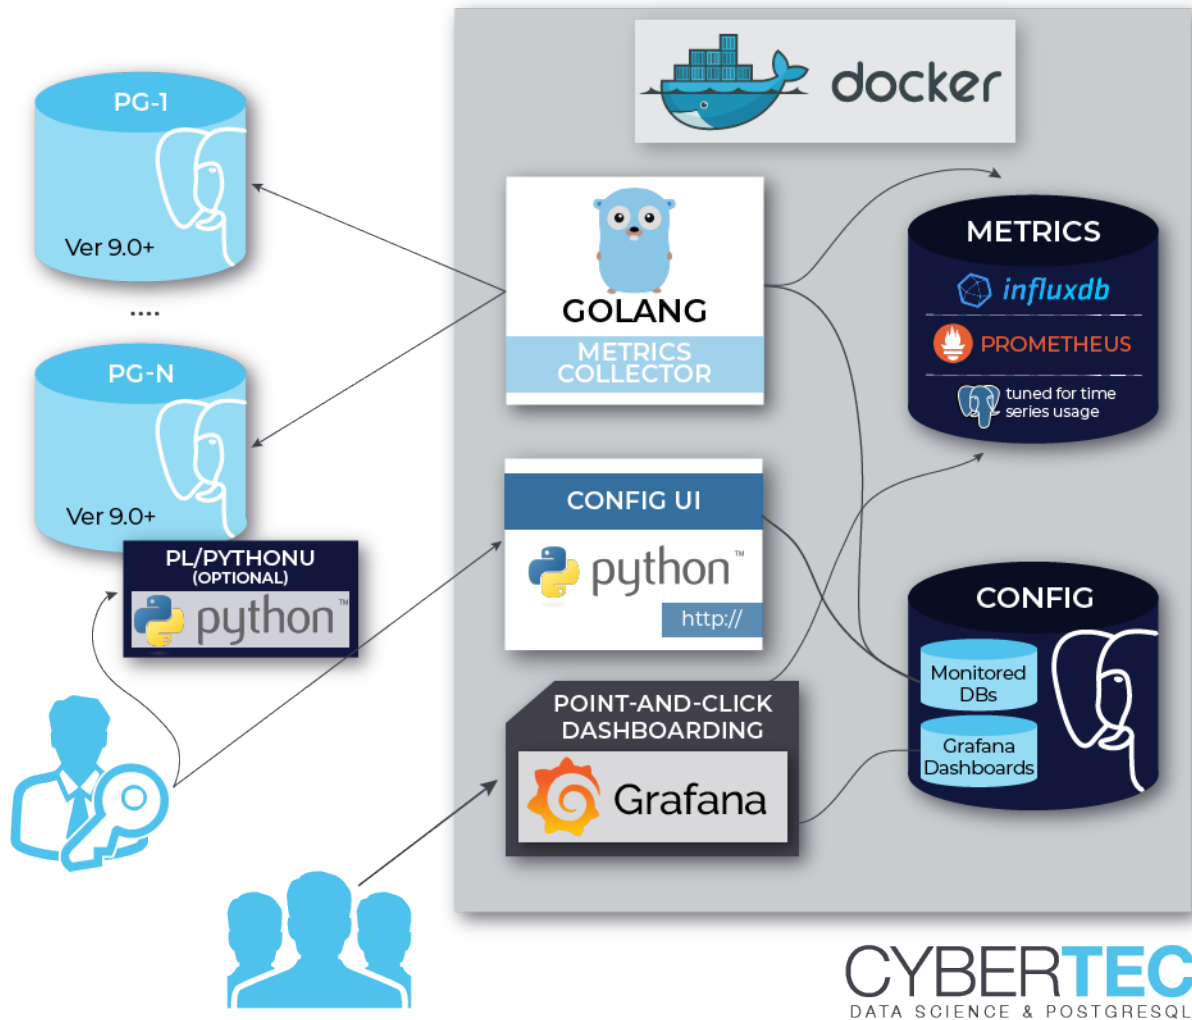 docker
PG-1
Ver 9.0+
....
PG-N
Ver 9.0+
PL/PYTHONU
(OPTIONAL)
python™
GOLANG
METRICS
COLLECTOR
CONFIG UI
python™
http://
POINT-AND-CLICK
DASHBOARDING
Grafana
METRICS
influxdb
PROMETHEUS
tuned for time
series usage
CONFIG
Monitored
DBs
Grafana
Dashboards
CYBERTEC
DATA SCIENCE & POSTGRESQL